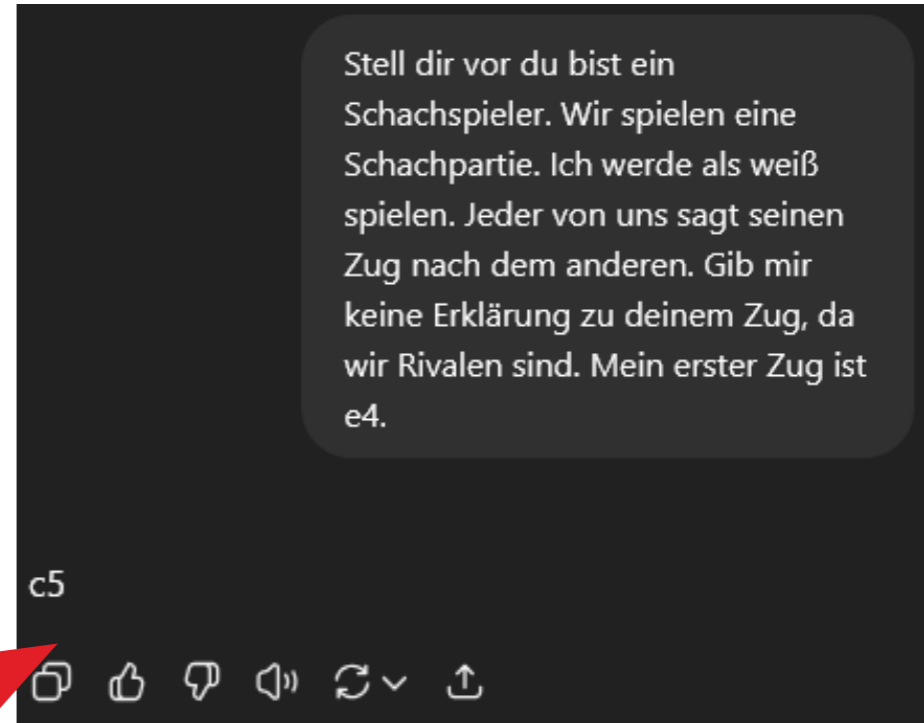 Stell dir vor du bist ein
Schachspieler. Wir spielen eine
Schachpartie. Ich werde als weiß
spielen. Jeder von uns sagt seinen
Zug nach dem anderen. Gib mir
keine Erklärung zu deinem Zug, da
wir Rivalen sind. Mein erster Zug ist
e4.
c5